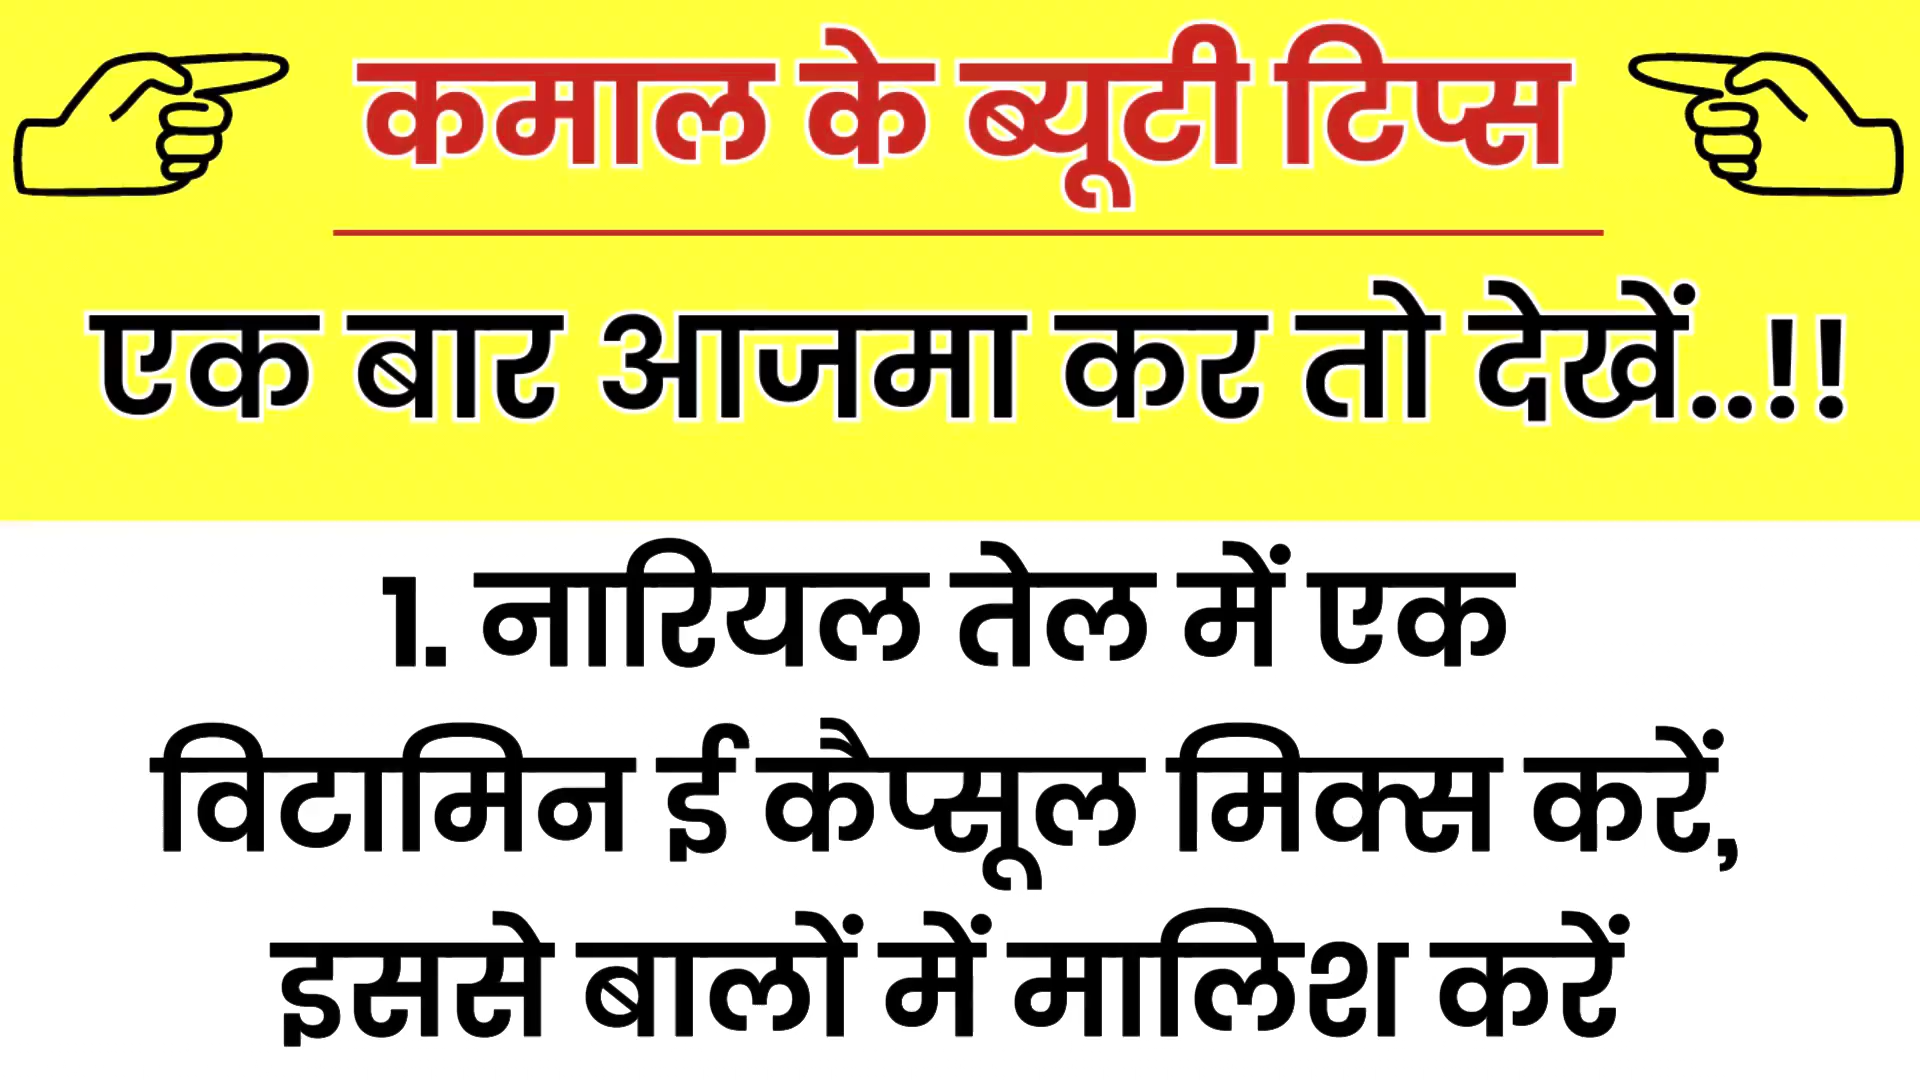 कमाल के ब्यूटी टिप्स
एक बार आजमा कर तो देखें..!!
1. नारियल तेल में एक
विटामिन ई कैप्सूल मिक्स करें,
इससे बालों में मालिश करें